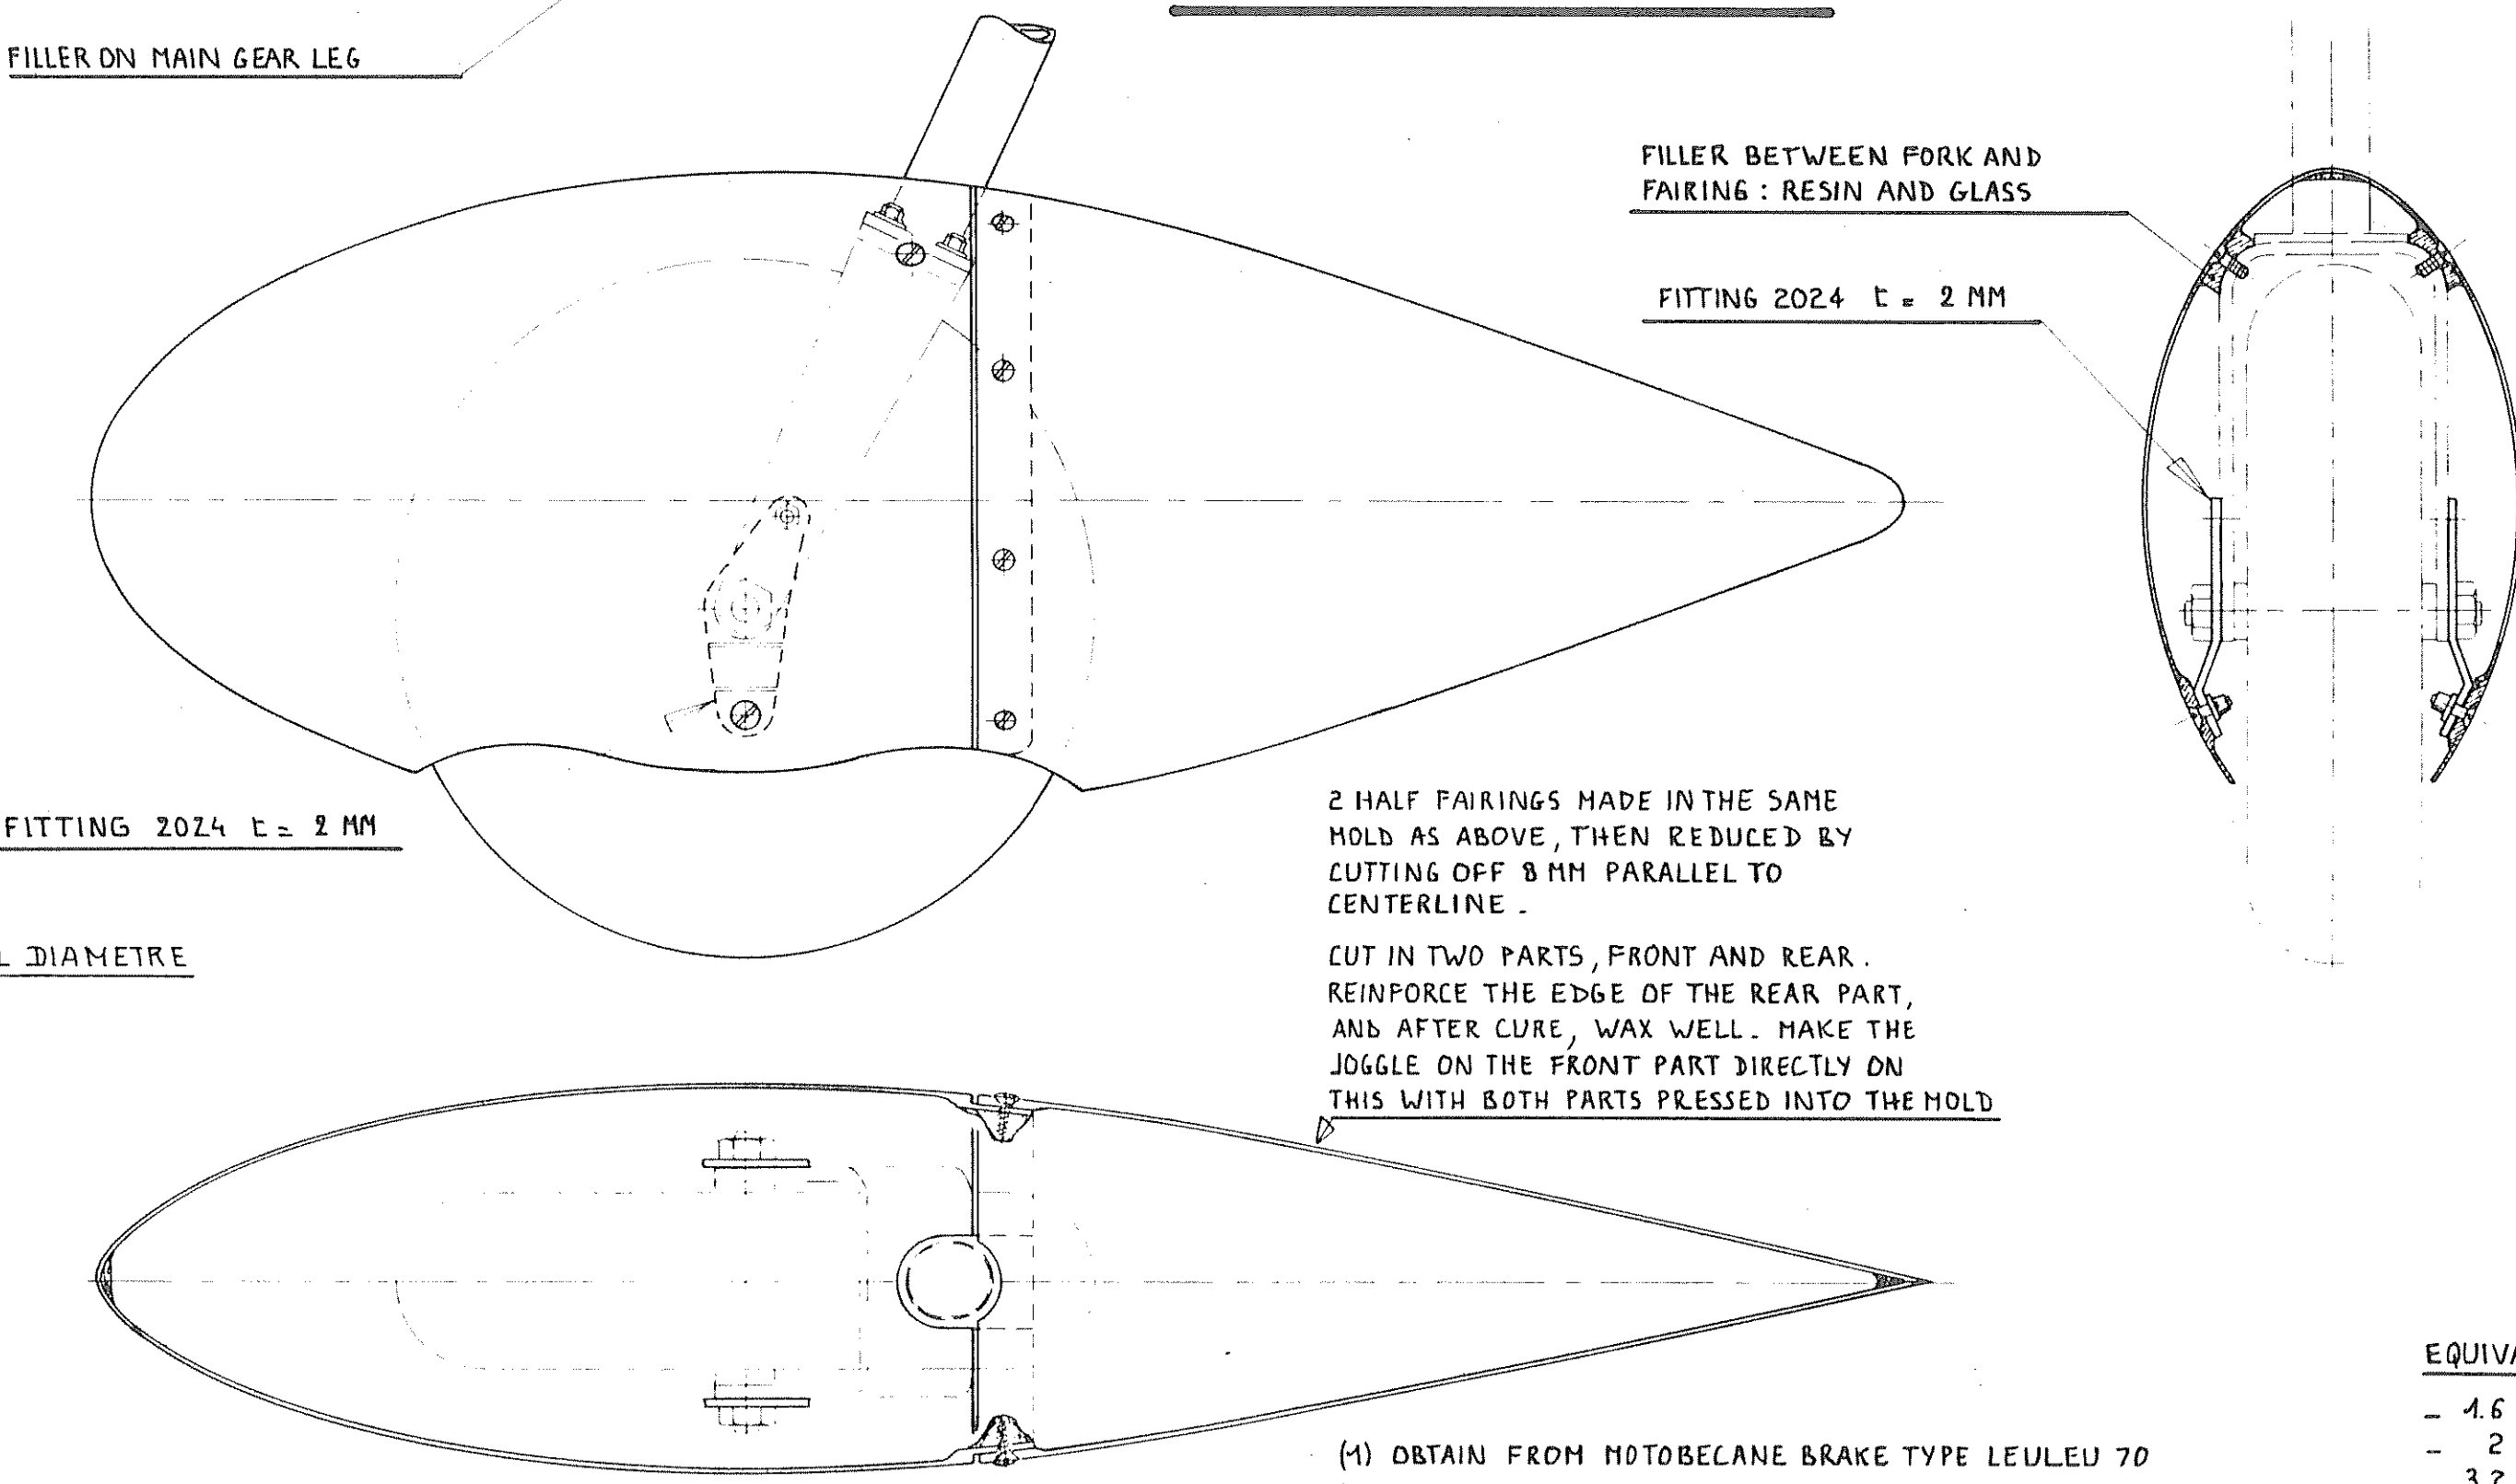 FILLER ON MAIN GEAR LEG
FILLER BETWEEN FORK AND
FAIRING : RESIN AND GLASS
FITTING 2024 t = 2 MM
FITTING 2024 t = 2 MM
L DIAMETRE
2 HALF FAIRINGS MADE IN THE SAME
MOLD AS ABOVE, THEN REDUCED BY
CUTTING OFF 8 MM PARALLEL TO
CENTERLINE .
CUT IN TWO PARTS, FRONT AND REAR .
REINFORCE THE EDGE OF THE REAR PART,
AND AFTER CURE, WAX WELL . MAKE THE
JOGGLE ON THE FRONT PART DIRECTLY ON
THIS WITH BOTH PARTS PRESSED INTO THE MOLD
(1) OBTAIN FROM MOTOBECANE BRAKE TYPE LEULEU 70
EQUIVA
- 1.6
- 2
3.2